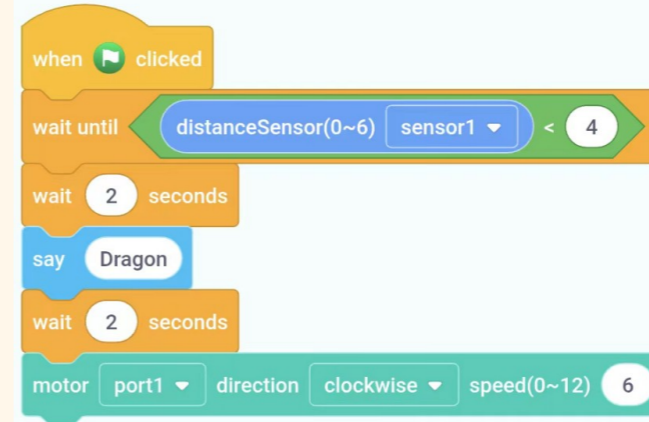 when clicked
wait until distanceSensor(0~6) sensor1 < 4
wait 2 seconds
say Dragon
wait 2 seconds
motor port1 direction clockwise speed(0~12) 6